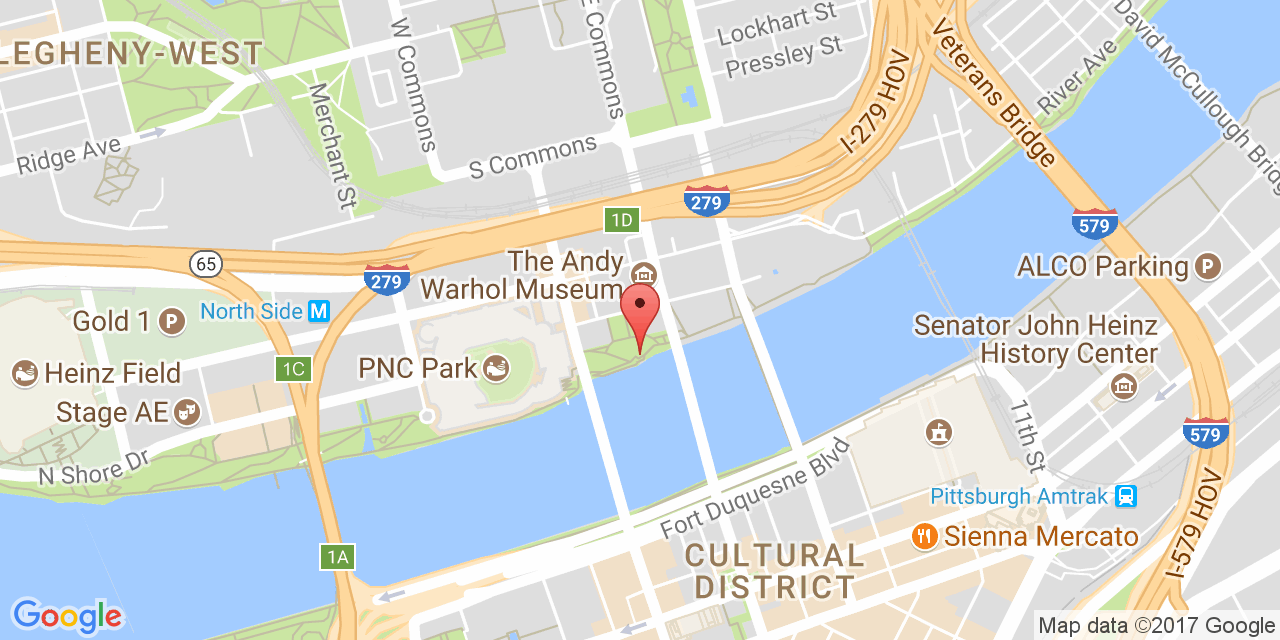 W Commons
E Commons
Lockhart St
Pressley St
I-279 HOV
Veterans Bridge
River Ave
David McCullough Bridge
LEGHENY-WEST
Merchant St
Ridge Ave
S Commons
279
1D
579
65
279
The Andy
Warhol Museum
ALCO Parking
P
North Side M
Gold 1 P
Senator John Heinz
History Center
Heinz Field
1C
PNC Park
Stage AE
N Shore Dr
11th St
579
Fort Duquesne Blvd
Pittsburgh Amtrak
I-579 HOV
Sienna Mercato
1A
CULTURAL
DISTRICT
Google
Map data ©2017 Google